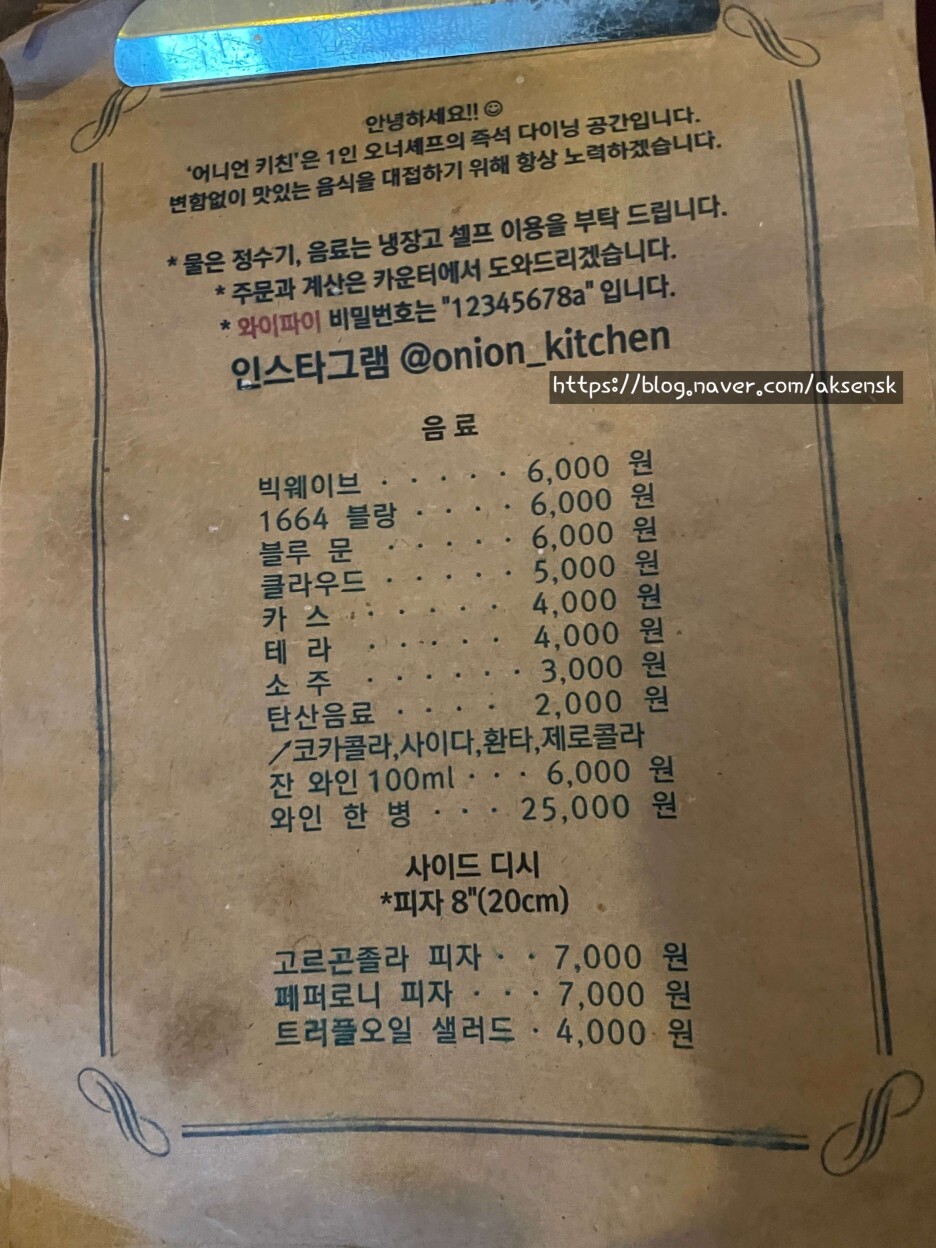 안녕하세요!! ☺
'어니언 키친'은 1인 오너셰프의 즉석 다이닝 공간입니다.
변함없이 맛있는 음식을 대접하기 위해 항상 노력하겠습니다.
* 물은 정수기, 음료는 냉장고 셀프 이용을 부탁 드립니다.
* 주문과 계산은 카운터에서 도와드리겠습니다.
* 와이파이 비밀번호는 "12345678a" 입니다.
인스타그램 @onion_kitchen
https://blog.naver.com/aksensk
음 료
빅웨이브 · · · · · 6,000 원
1664 블랑 · · · · 6,000 원
블루 문 · · · · · 6,000 원
클라우드 · · · · · 5,000 원
카 스 · · · · · 4,000 원
테 라 · · · · · 4,000 원
소 주 · · · · · · 3,000 원
탄산음료 · · · · 2,000 원
/코카콜라,사이다,환타,제로콜라
잔 와인 100ml · · · 6,000 원
와인 한 병 · · · 25,000 원
사이드 디시
*피자 8"(20cm)
고르곤졸라 피자 · · 7,000 원
페퍼로니 피자 · · · 7,000 원
트러플오일 샐러드 · 4,000 원